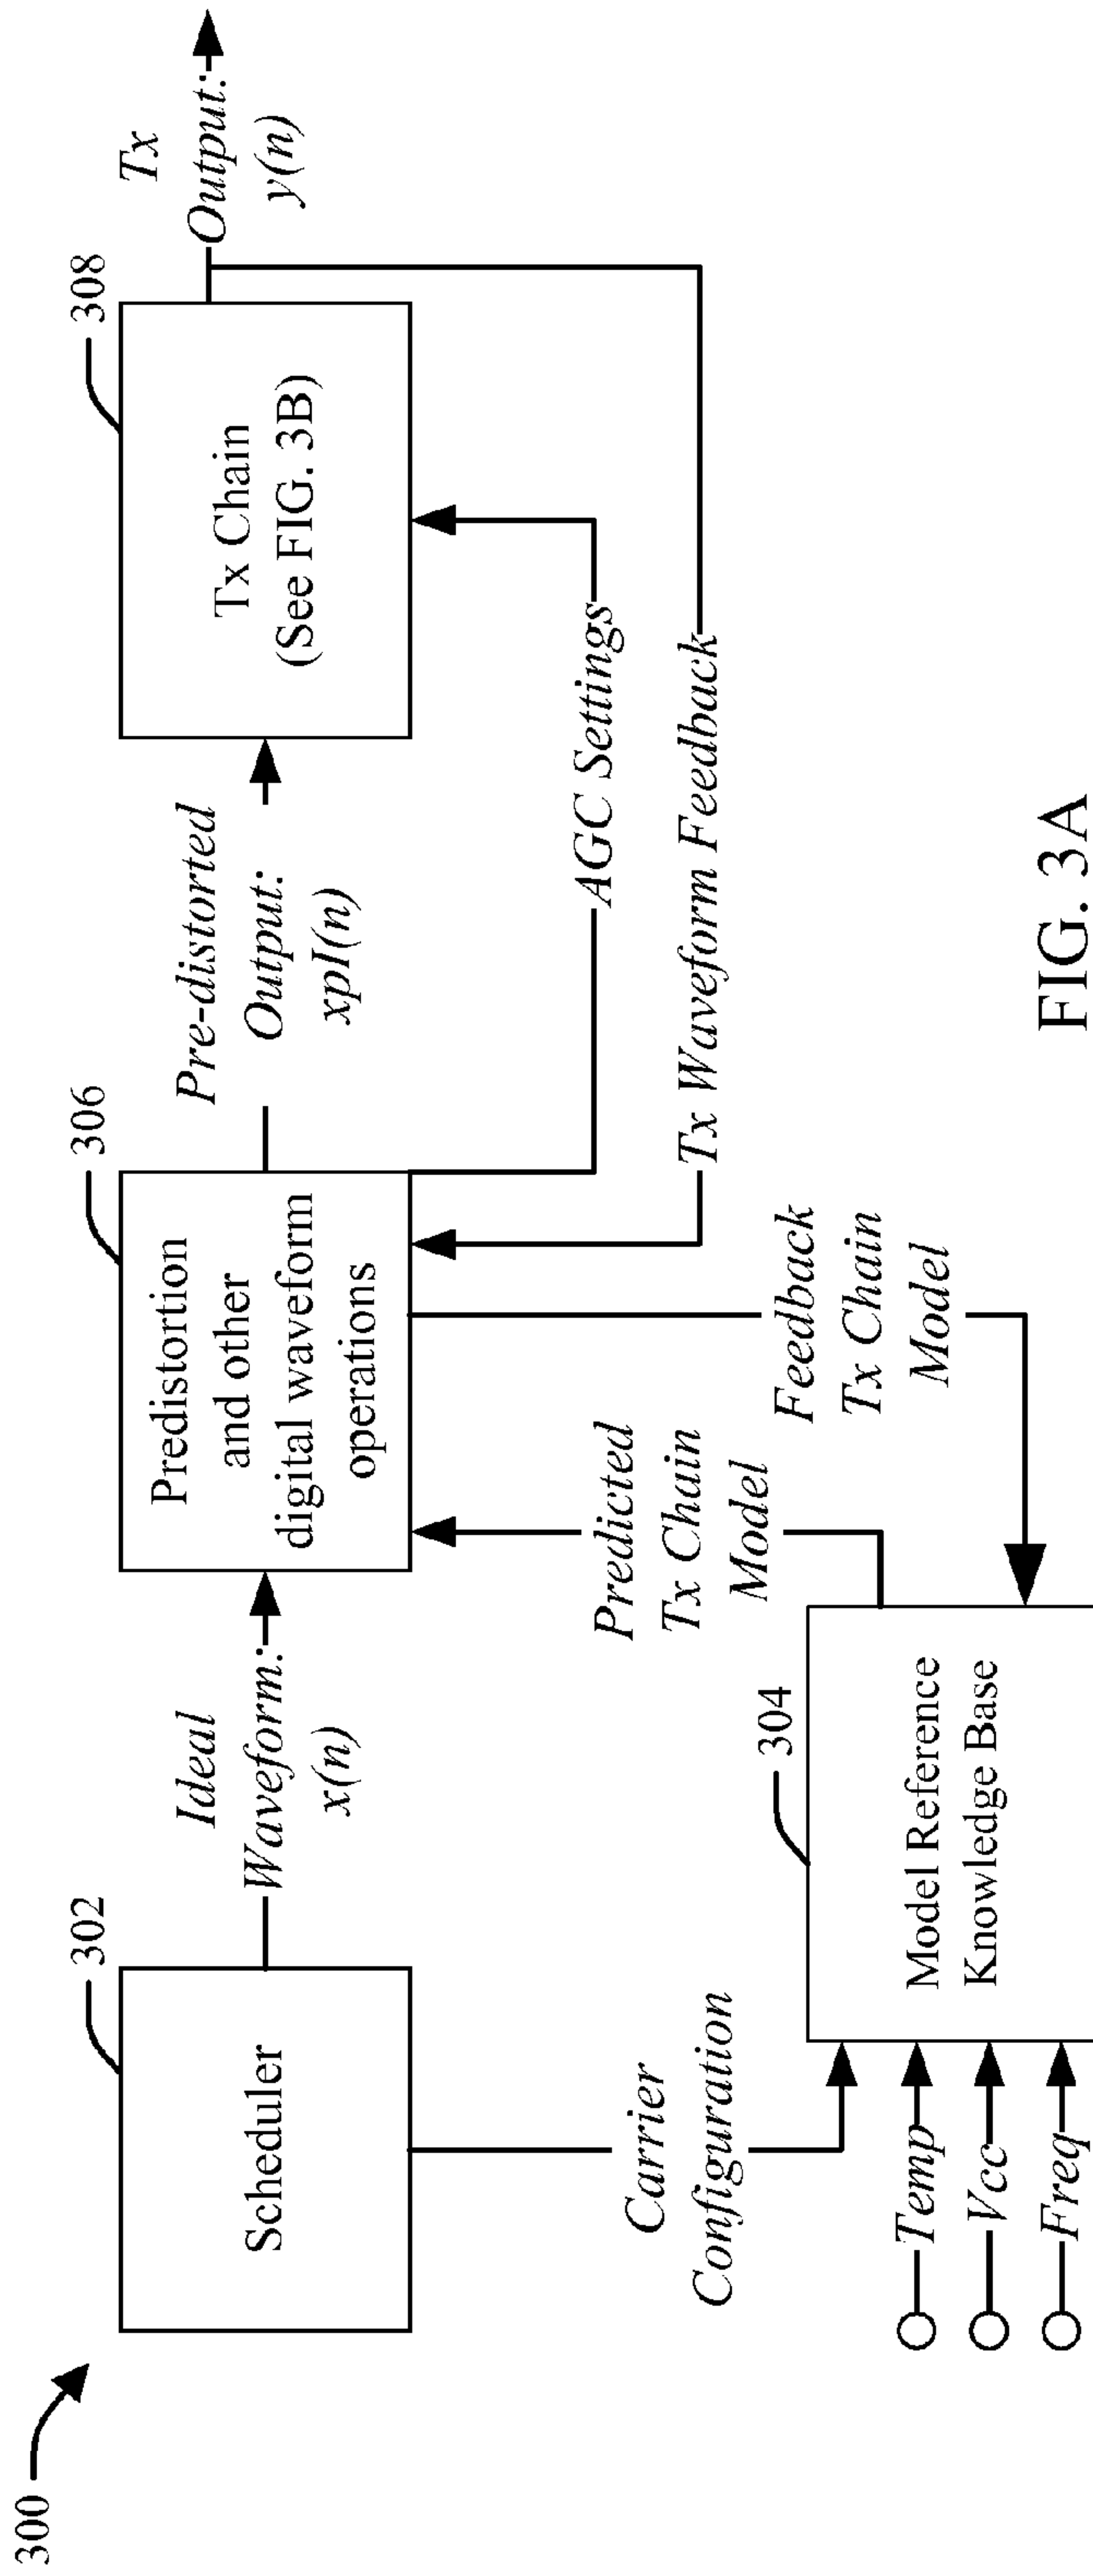 300
302
Scheduler
Ideal
Waveform:
x(n)
306
Predistortion
and other
digital waveform
operations
Pre-distorted
Output:
xpI(n)
308
Tx Chain
(See FIG. 3B)
Tx
Output:
y(n)
Carrier
Configuration
304
Model Reference
Knowledge Base
Temp
Vcc
Freq
Predicted
Tx Chain
Model
Feedback
Tx Chain
Model
AGC Settings
Tx Waveform Feedback
FIG. 3A